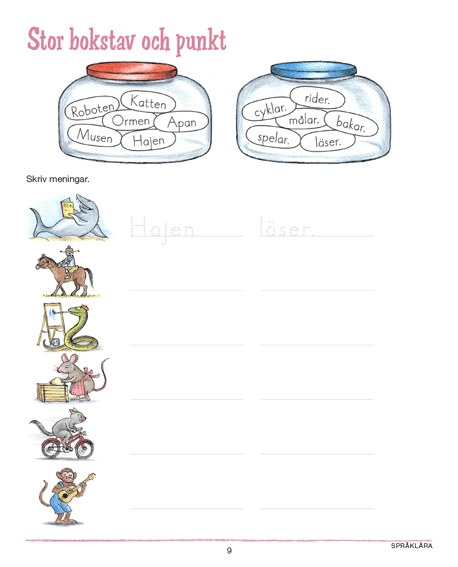 Stor bokstav och punkt
Roboten
Katten
Ormen
Apan
Musen
Hajen
cyklar.
rider.
målar.
bakar.
spelar.
läser.
Skriv meningar.
Hajen läser.
9
SPRÅKLÄRA